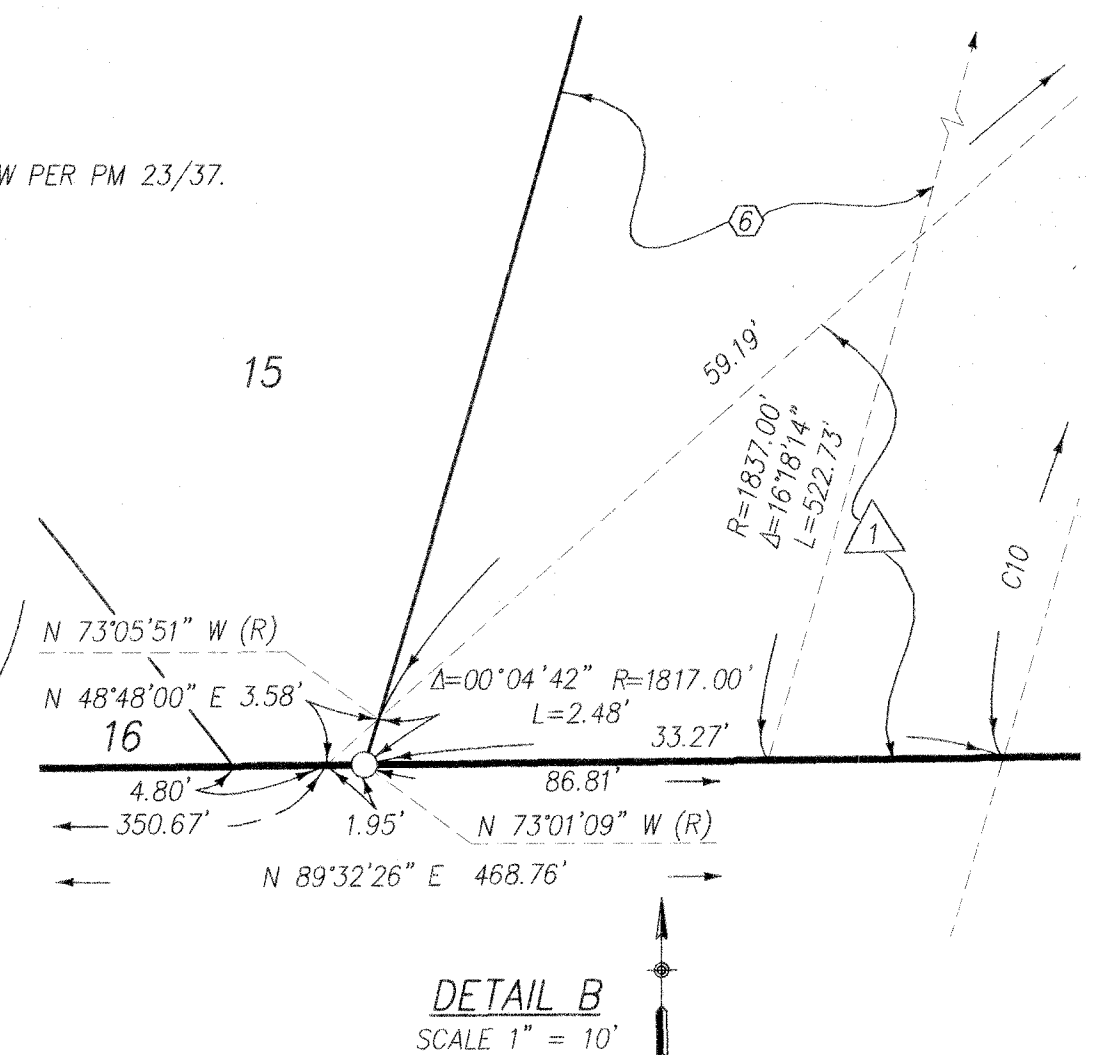 W PER PM 23/37.
6
15
59.19'
R=1837.00'
Δ=16°18'14"
L=522.73'
1
C10
N 73°05'51" W (R)
N 48°48'00" E 3.58'
Δ=00°04'42" R=1817.00'
L=2.48'
16
33.27'
4.80'
86.81'
350.67'
1.95'
N 73°01'09" W (R)
N 89°32'26" E 468.76'
DETAIL B
SCALE 1" = 10'